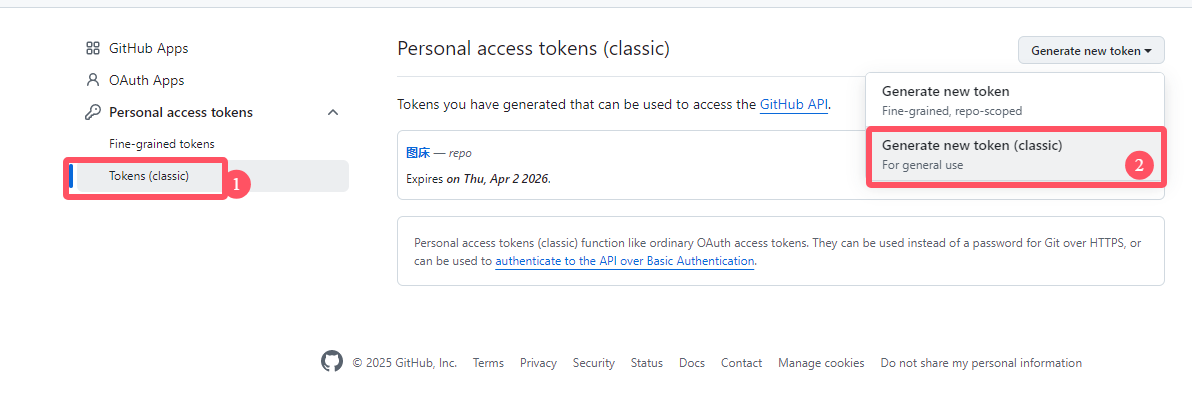 GitHub Apps
OAuth Apps
Personal access tokens
Fine-grained tokens
Tokens (classic)
1
Personal access tokens (classic)
Generate new token
Generate new token
Fine-grained, repo-scoped
Generate new token (classic)
For general use
2
Tokens you have generated that can be used to access the GitHub API.
图床 — repo
Expires on Thu, Apr 2 2026.
Personal access tokens (classic) function like ordinary OAuth access tokens. They can be used instead of a password for Git over HTTPS, or
can be used to authenticate to the API over Basic Authentication.
© 2025 GitHub, Inc. Terms Privacy Security Status Docs Contact Manage cookies Do not share my personal information